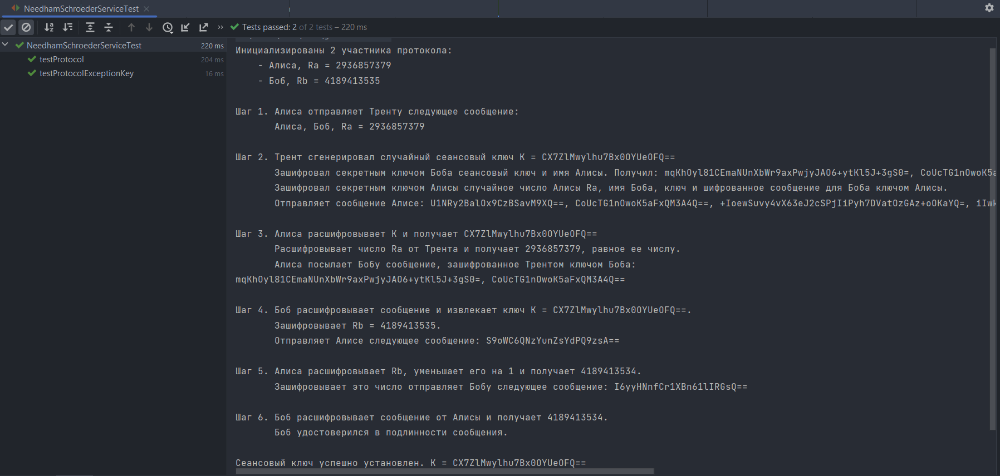 NeedhamSchroederServiceTest
Tests passed: 2 of 2 tests – 220 ms
NeedhamSchroederServiceTest 220 ms
testProtocol 204 ms
testProtocolExceptionKey 16 ms
Инициализированы 2 участника протокола:
- Алиса, Ra = 2936857379
- Боб, Rb = 4189413535
Шаг 1. Алиса отправляет Тренту следующее сообщение:
Алиса, Боб, Ra = 2936857379
Шаг 2. Трент сгенерировал случайный сеансовый ключ K = CX7ZlMwylhu7Bx0OYUeOFQ==
Зашифровал секретным ключом Боба сеансовый ключ и имя Алисы. Получил: mqKhOyl81CEmaNUnXbWr9axPwjyJAO6+ytKl5J+3gS0=, CoUcTG1nOwoK5a
Зашифровал секретным ключом Алисы случайное число Алисы Ra, имя Боба, ключ и шифрованное сообщение для Боба ключом Алисы.
Отправляет сообщение Алисе: U1NRy2BalOx9CzBSavM9XQ==, CoUcTG1nOwoK5aFxQM3A4Q==, +IoewSuvy4vX63eJ2cSPjIiPyh7DVatOzGAz+oOKaYQ=, iIwk
Шаг 3. Алиса расшифровывает K и получает CX7ZlMwylhu7Bx0OYUeOFQ==
Расшифровывает число Ra от Трента и получает 2936857379, равное ее числу.
Алиса посылает Бобу сообщение, зашифрованное Трентом ключом Боба:
mqKhOyl81CEmaNUnXbWr9axPwjyJAO6+ytKl5J+3gS0=, CoUcTG1nOwoK5aFxQM3A4Q==
Шаг 4. Боб расшифровывает сообщение и извлекает ключ K = CX7ZlMwylhu7Bx0OYUeOFQ==.
Зашифровывает Rb = 4189413535.
Отправляет Алисе следующее сообщение: S9oWC6QNzYunZsYdPQ9zsA==
Шаг 5. Алиса расшифровывает Rb, уменьшает его на 1 и получает 4189413534.
Зашифровывает это число отправляет Бобу следующее сообщение: I6yyHNnfCr1XBn61lIRGsQ==
Шаг 6. Боб расшифровывает сообщение от Алисы и получает 4189413534.
Боб удостоверился в подлинности сообщения.
Сеансовый ключ успешно установлен. K = CX7ZlMwylhu7Bx0OYUeOFQ==